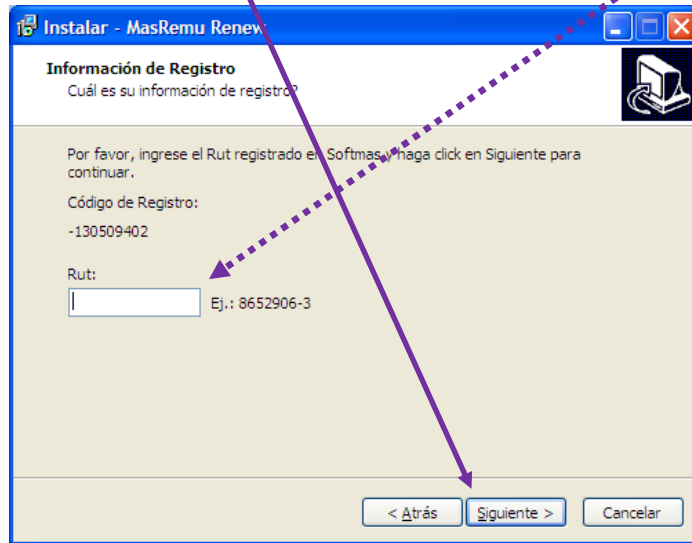 Instalar - MasRemu Renew
Información de Registro
Cuál es su información de registro?
Por favor, ingrese el Rut registrado en Softmas y haga click en Siguiente para
continuar.
Código de Registro:
-130509402
Rut:
Ej.: 8652906-3
< Atrás
Siguiente >
Cancelar